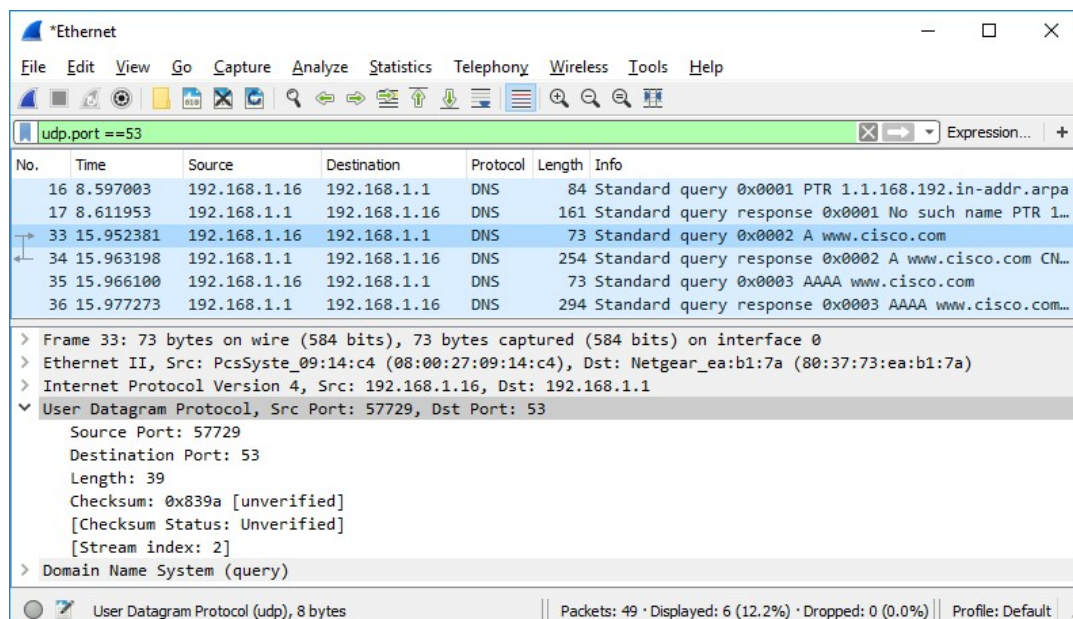 *Ethernet
File Edit View Go Capture Analyze Statistics Telephony Wireless Tools Help
udp.port ==53 Expression... +
No. Time Source Destination Protocol Length Info
16 8.597003 192.168.1.16 192.168.1.1 DNS 84 Standard query 0x0001 PTR 1.1.168.192.in-addr.arpa
17 8.611953 192.168.1.1 192.168.1.16 DNS 161 Standard query response 0x0001 No such name PTR 1…
33 15.952381 192.168.1.16 192.168.1.1 DNS 73 Standard query 0x0002 A www.cisco.com
34 15.963198 192.168.1.1 192.168.1.16 DNS 254 Standard query response 0x0002 A www.cisco.com CN…
35 15.966100 192.168.1.16 192.168.1.1 DNS 73 Standard query 0x0003 AAAA www.cisco.com
36 15.977273 192.168.1.1 192.168.1.16 DNS 294 Standard query response 0x0003 AAAA www.cisco.com…
> Frame 33: 73 bytes on wire (584 bits), 73 bytes captured (584 bits) on interface 0
> Ethernet II, Src: PcsSyste_09:14:c4 (08:00:27:09:14:c4), Dst: Netgear_ea:b1:7a (80:37:73:ea:b1:7a)
> Internet Protocol Version 4, Src: 192.168.1.16, Dst: 192.168.1.1
User Datagram Protocol, Src Port: 57729, Dst Port: 53
Source Port: 57729
Destination Port: 53
Length: 39
Checksum: 0x839a [unverified]
[Checksum Status: Unverified]
[Stream index: 2]
> Domain Name System (query)
User Datagram Protocol (udp), 8 bytes Packets: 49 · Displayed: 6 (12.2%) · Dropped: 0 (0.0%) Profile: Default